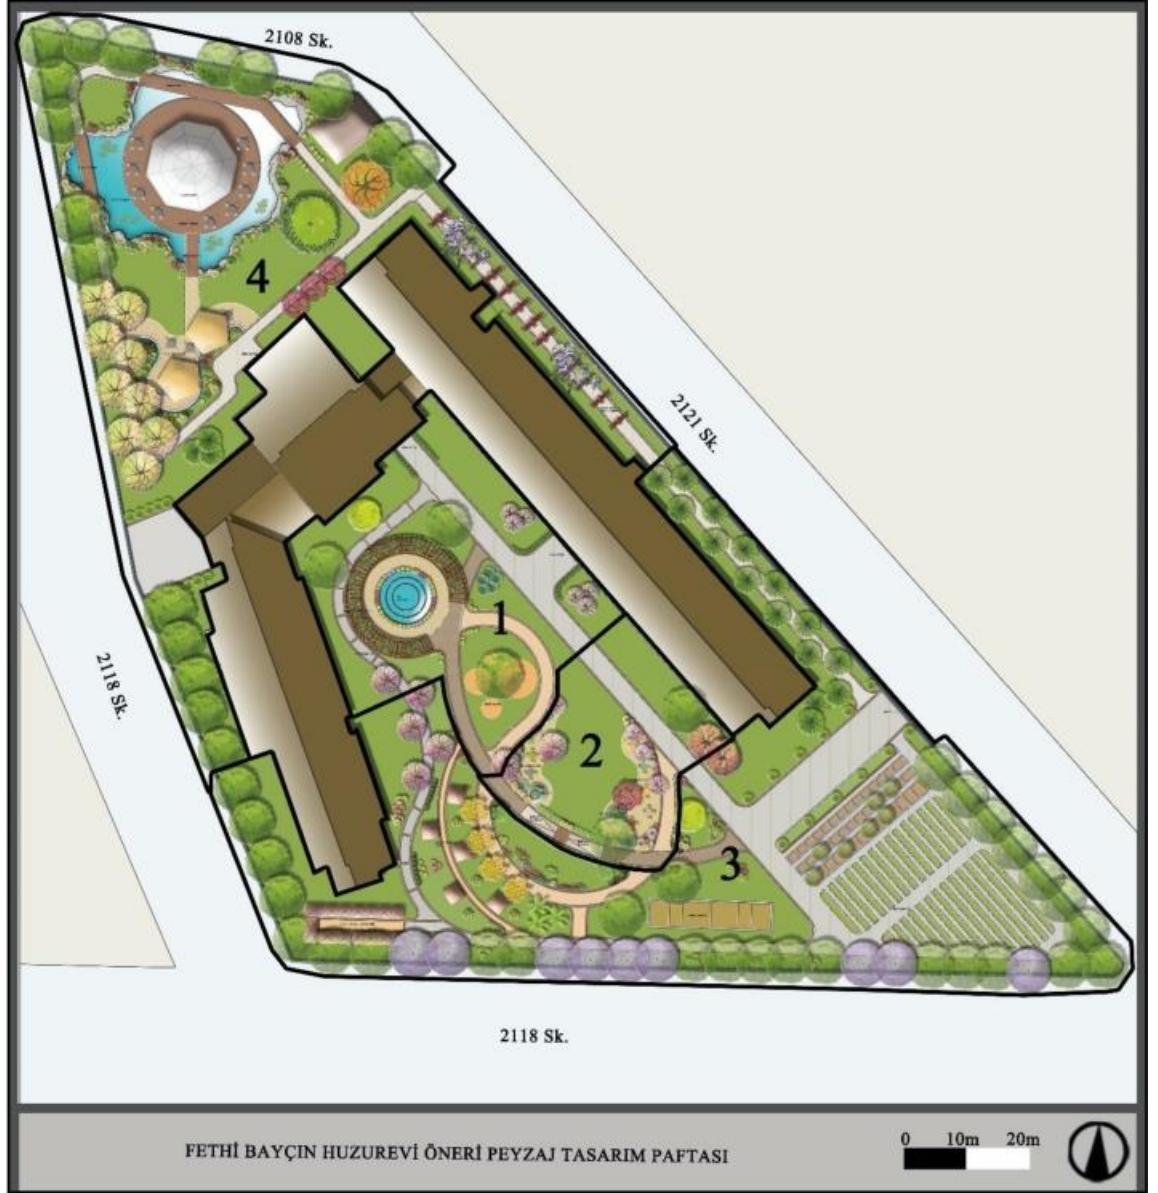 2108 Sk.
4
2121 Sk.
1
2118 Sk.
2
3
2118 Sk.
FETHİ BAYÇIN HUZUREVİ ÖNERİ PEYZAJ TASARIM PAFTASI
0 10m 20m